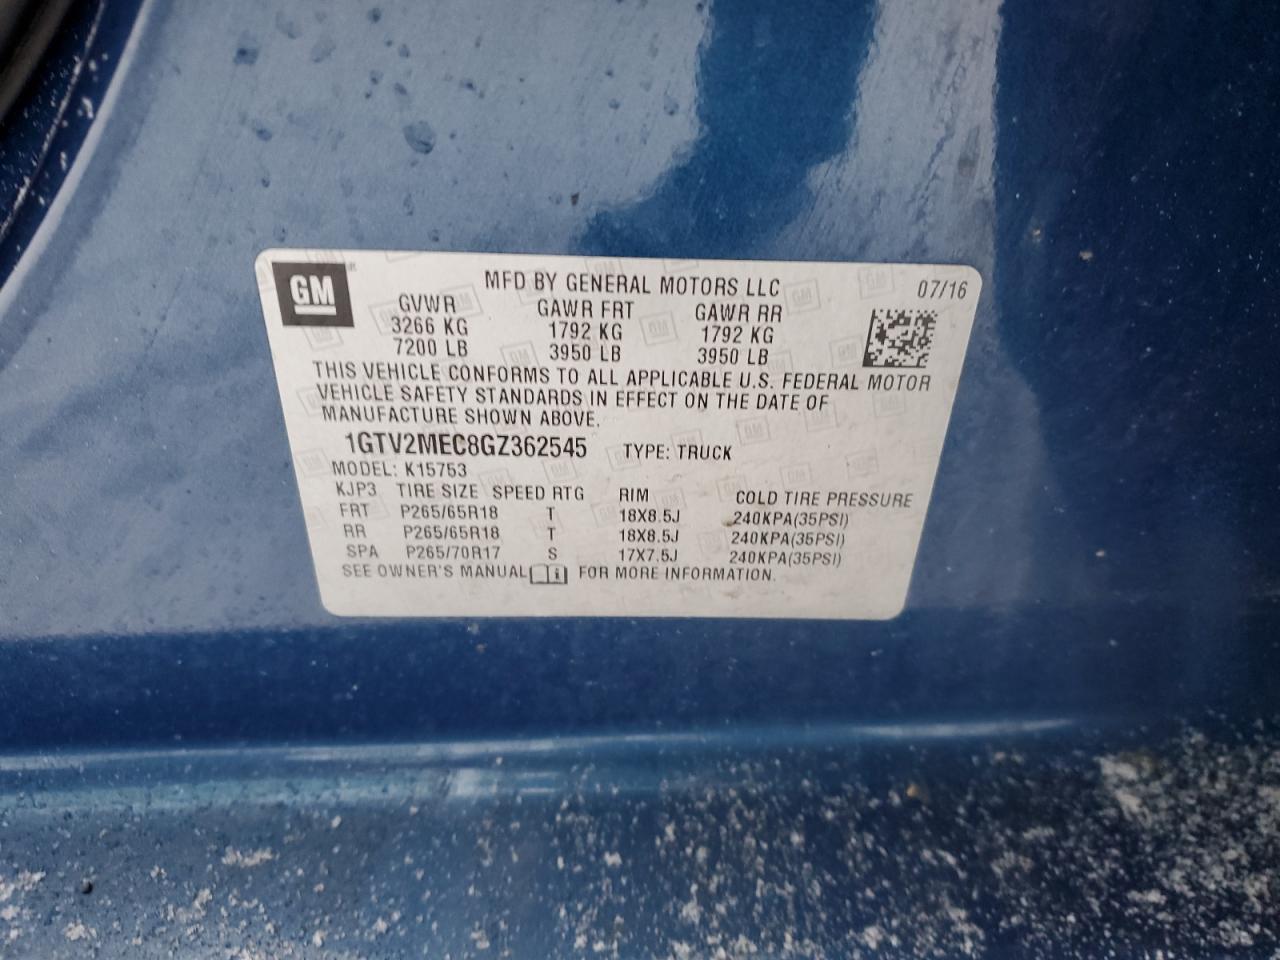 GM
MFD BY GENERAL MOTORS LLC 07/16
GVWR GAWR FRT GAWR RR
3266 KG 1792 KG 1792 KG
7200 LB 3950 LB 3950 LB
THIS VEHICLE CONFORMS TO ALL APPLICABLE U.S. FEDERAL MOTOR
VEHICLE SAFETY STANDARDS IN EFFECT ON THE DATE OF
MANUFACTURE SHOWN ABOVE.
1GTV2MEC8GZ362545 TYPE: TRUCK
MODEL: K15753
KJP3 TIRE SIZE SPEED RTG RIM COLD TIRE PRESSURE
FRT P265/65R18 T 18X8.5J 240KPA(35PSI)
RR P265/65R18 T 18X8.5J 240KPA(35PSI)
SPA P265/70R17 S 17X7.5J 240KPA(35PSI)
SEE OWNER'S MANUAL FOR MORE INFORMATION.